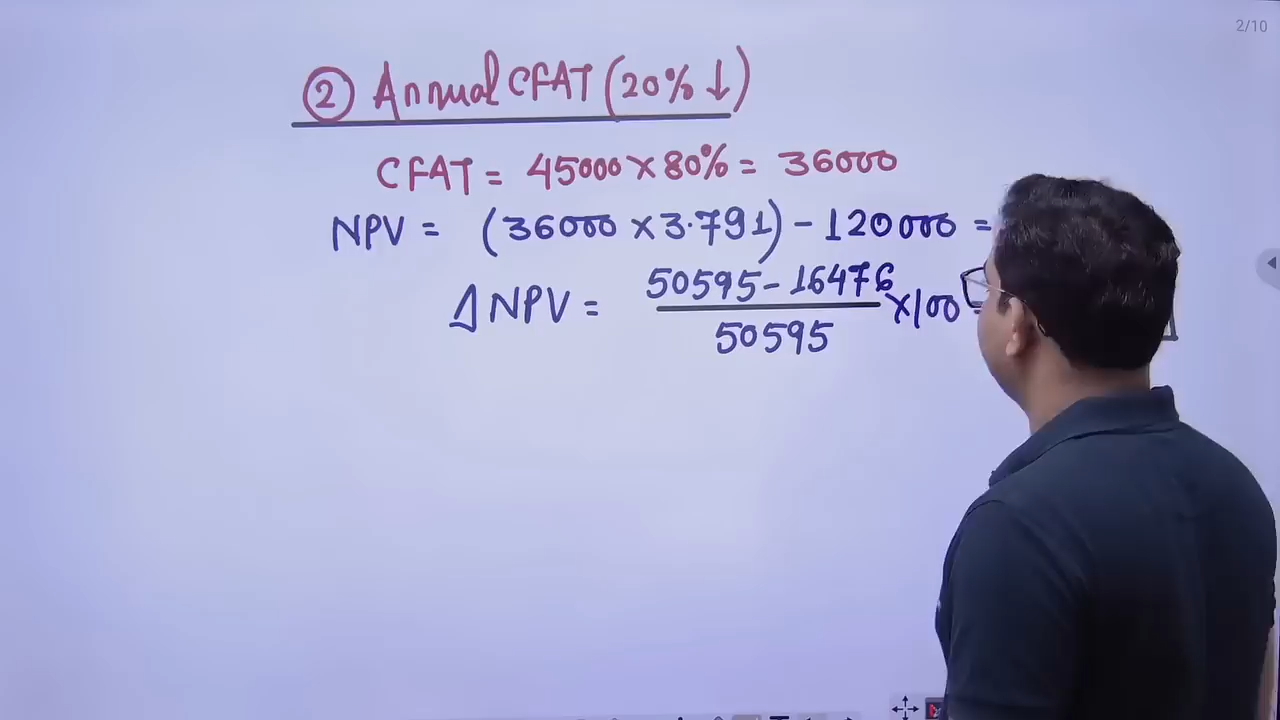 2/10
② Annual CFAT (20% ↓)
CFAT = 45000 × 80% = 36000
NPV = (36000 × 3.791) - 120000 =
Δ NPV = 50595 - 16476
50595
×100 =